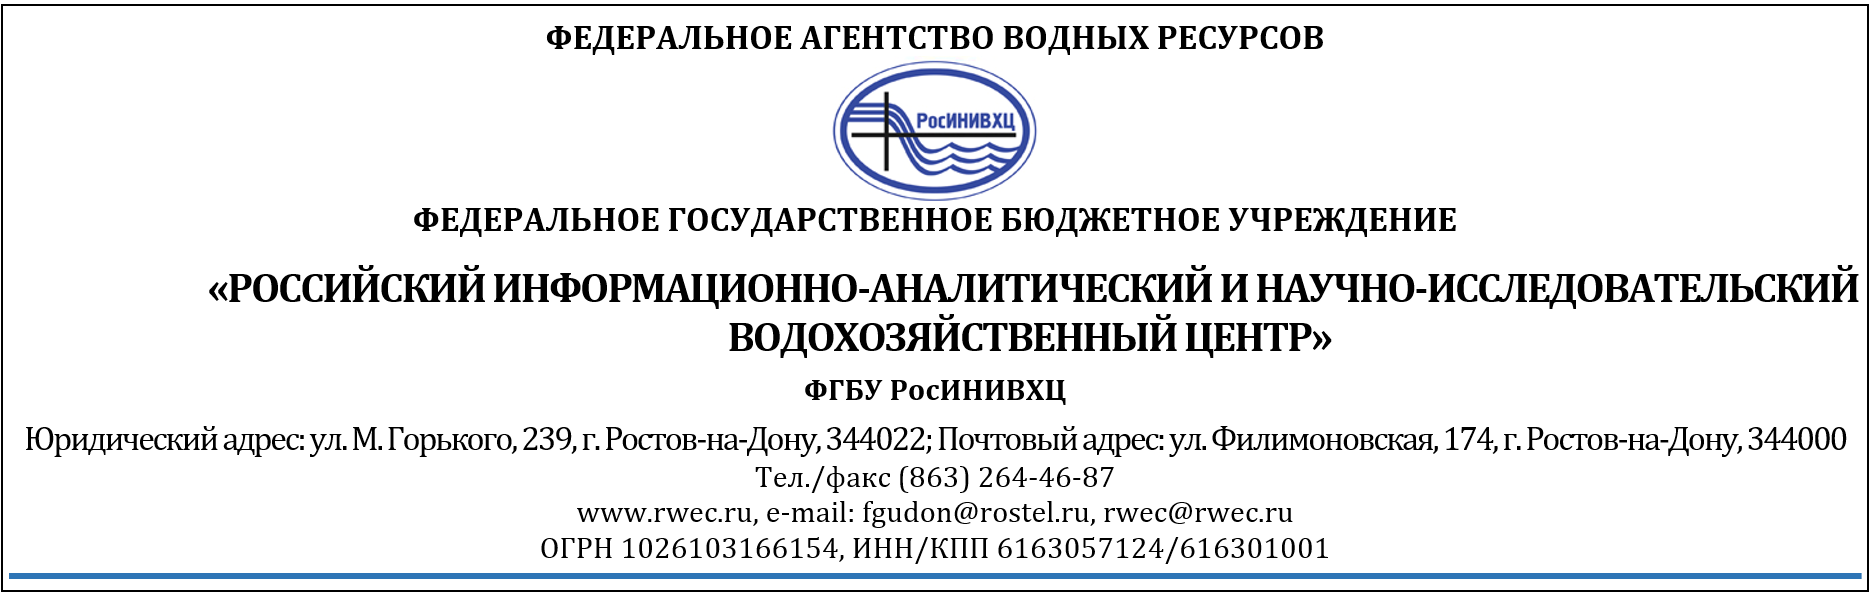 ФЕДЕРАЛЬНОЕ АГЕНТСТВО ВОДНЫХ РЕСУРСОВ
РосИНИВХЦ
ФЕДЕРАЛЬНОЕ ГОСУДАРСТВЕННОЕ БЮДЖЕТНОЕ УЧРЕЖДЕНИЕ
«РОССИЙСКИЙ ИНФОРМАЦИОННО-АНАЛИТИЧЕСКИЙ И НАУЧНО-ИССЛЕДОВАТЕЛЬСКИЙ
ВОДОХОЗЯЙСТВЕННЫЙ ЦЕНТР»
ФГБУ РосИНИВХЦ
Юридический адрес: ул. М. Горького, 239, г. Ростов-на-Дону, 344022; Почтовый адрес: ул. Филимоновская, 174, г. Ростов-на-Дону, 344000
Тел./факс (863) 264-46-87
www.rwec.ru, e-mail: fgudon@rostel.ru, rwec@rwec.ru
ОГРН 1026103166154, ИНН/КПП 6163057124/616301001